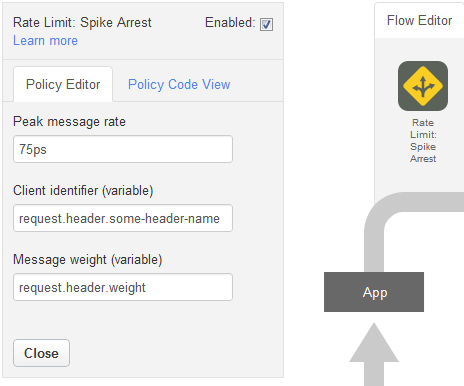 Rate Limit: Spike Arrest
Enabled:
Learn more
Policy Editor
Policy Code View
Peak message rate
75ps
Client identifier (variable)
request.header.some-header-name
Message weight (variable)
request.header.weight
Close
Flow Editor
Rate
Limit:
Spike
Arrest
App